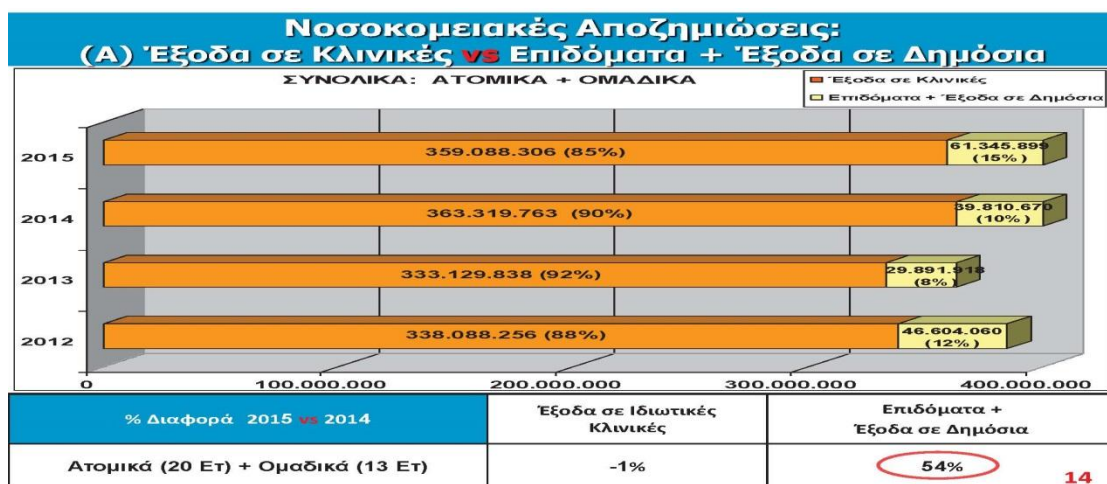 Νοσοκομειακές Αποζημιώσεις:
(Α) Έξοδα σε Κλινικές vs Επιδόματα + Έξοδα σε Δημόσια
ΣΥΝΟΛΙΚΑ: ΑΤΟΜΙΚΑ + ΟΜΑΔΙΚΑ
Έξοδα σε Κλινικές
Επιδόματα + Έξοδα σε Δημόσια
2015
359.088.306 (85%)
61.345.899
(15%)
2014
363.319.763 (90%)
39.810.670
(10%)
2013
333.129.838 (92%)
29.891.918
(8%)
2012
338.088.256 (88%)
46.604.060
(12%)
0 100.000.000 200.000.000 300.000.000 400.000.000
% Διαφορά 2015 vs 2014
Έξοδα σε Ιδιωτικές
Κλινικές
Επιδόματα +
Έξοδα σε Δημόσια
Ατομικά (20 Ετ) + Ομαδικά (13 Ετ)
-1%
54%
14